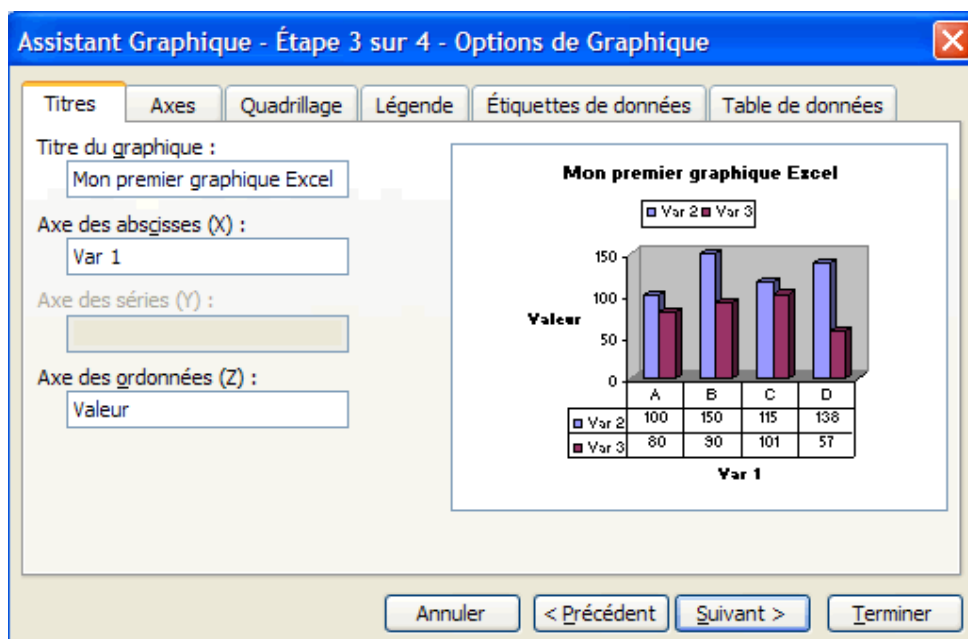 Assistant Graphique - Étape 3 sur 4 - Options de Graphique
Titres Axes Quadrillage Légende Étiquettes de données Table de données
Titre du graphique :
Mon premier graphique Excel
Axe des abscisses (X) :
Var 1
Axe des séries (Y) :
Axe des ordonnées (Z) :
Valeur
Mon premier graphique Excel
Var 2 Var 3
150
100
50
0
Valeur
A B C D
Var 2 100 150 115 138
Var 3 80 90 101 57
Var 1
Annuler < Précédent Suivant > Terminer